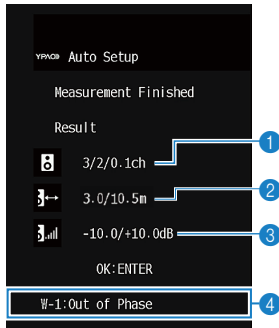 YPAO Auto Setup
Measurement Finished
Result
3/2/0.1ch
1
3.0/10.5m
2
-10.0/+10.0dB
3
OK:ENTER
W-1:Out of Phase
4